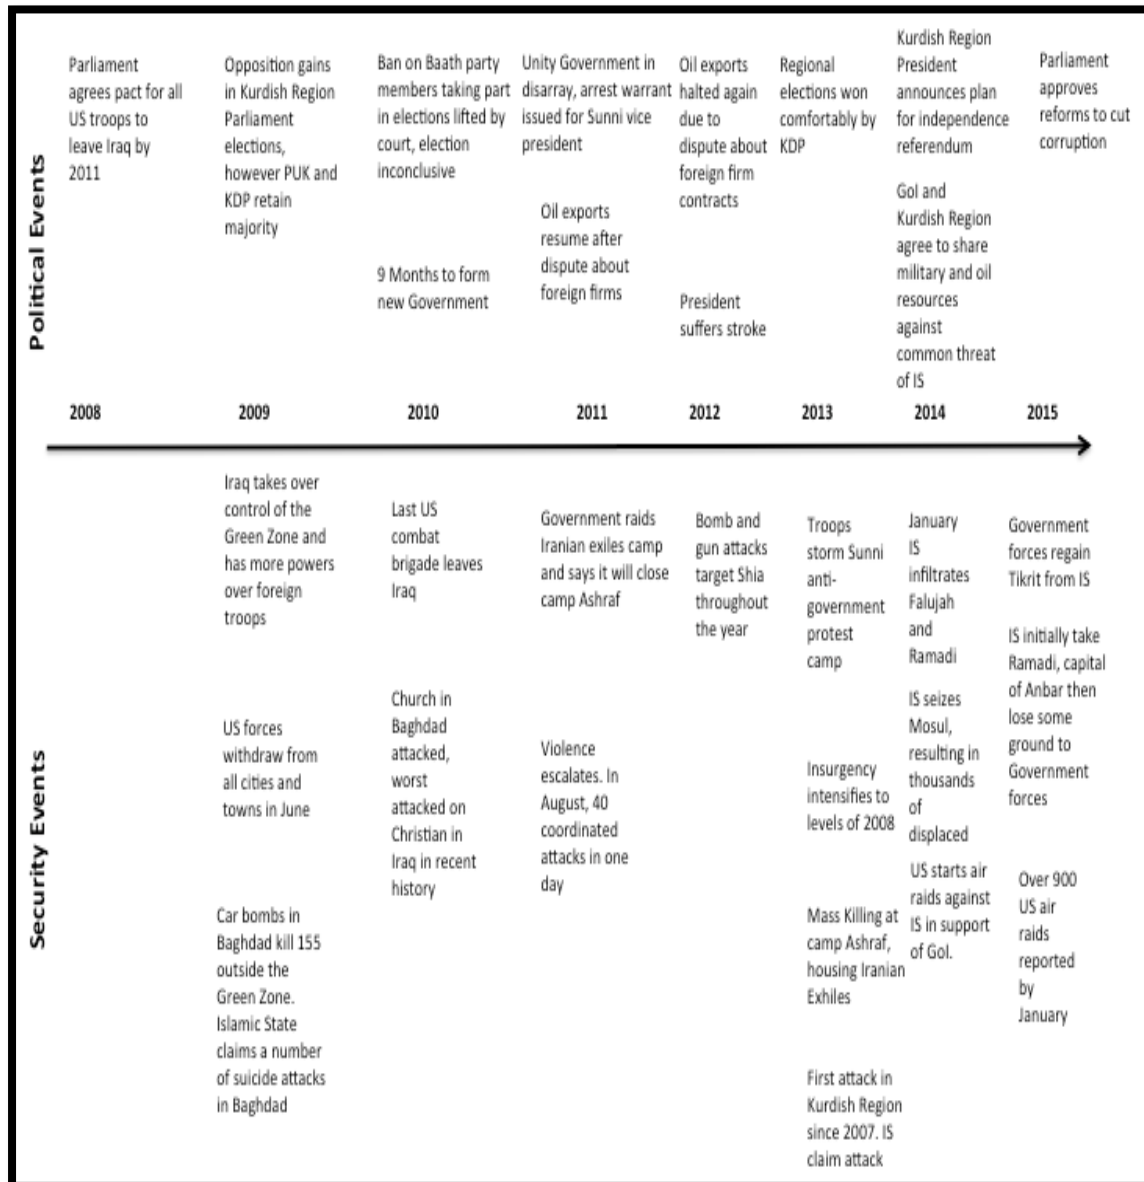 Political Events
Parliament
agrees pact for all
US troops to
leave Iraq by
2011
Opposition gains
in Kurdish Region
Parliament
elections,
however PUK and
KDP retain
majority
Ban on Baath party
members taking part
in elections lifted by
court, election
inconclusive
9 Months to form
new Government
Unity Government in
disarray, arrest warrant
issued for Sunni vice
president
Oil exports
resume after
dispute about
foreign firms
Oil exports
halted again
due to
dispute about
foreign firm
contracts
President
suffers stroke
Regional
elections won
comfortably by
KDP
Kurdish Region
President
announces plan
for independence
referendum
GoI and
Kurdish Region
agree to share
military and oil
resources
against
common threat
of IS
Parliament
approves
reforms to cut
corruption
2008 2009 2010 2011 2012 2013 2014 2015
Security Events
Iraq takes over
control of the
Green Zone and
has more powers
over foreign
troops
US forces
withdraw from
all cities and
towns in June
Car bombs in
Baghdad kill 155
outside the
Green Zone.
Islamic State
claims a number
of suicide attacks
in Baghdad
Last US
combat
brigade leaves
Iraq
Church in
Baghdad
attacked,
worst
attacked on
Christian in
Iraq in recent
history
Government raids
Iranian exiles camp
and says it will close
camp Ashraf
Violence
escalates. In
August, 40
coordinated
attacks in one
day
Bomb and
gun attacks
target Shia
throughout
the year
Troops
storm Sunni
anti-
government
protest
camp
Insurgency
intensifies to
levels of 2008
Mass Killing at
camp Ashraf,
housing Iranian
Exhiles
First attack in
Kurdish Region
since 2007. IS
claim attack
January
IS
infiltrates
Falujah
and
Ramadi
IS seizes
Mosul,
resulting in
thousands
of
displaced
US starts air
raids against
IS in support
of GoI.
Government
forces regain
Tikrit from IS
IS initially take
Ramadi, capital
of Anbar then
lose some
ground to
Government
forces
Over 900
US air
raids
reported
by
January